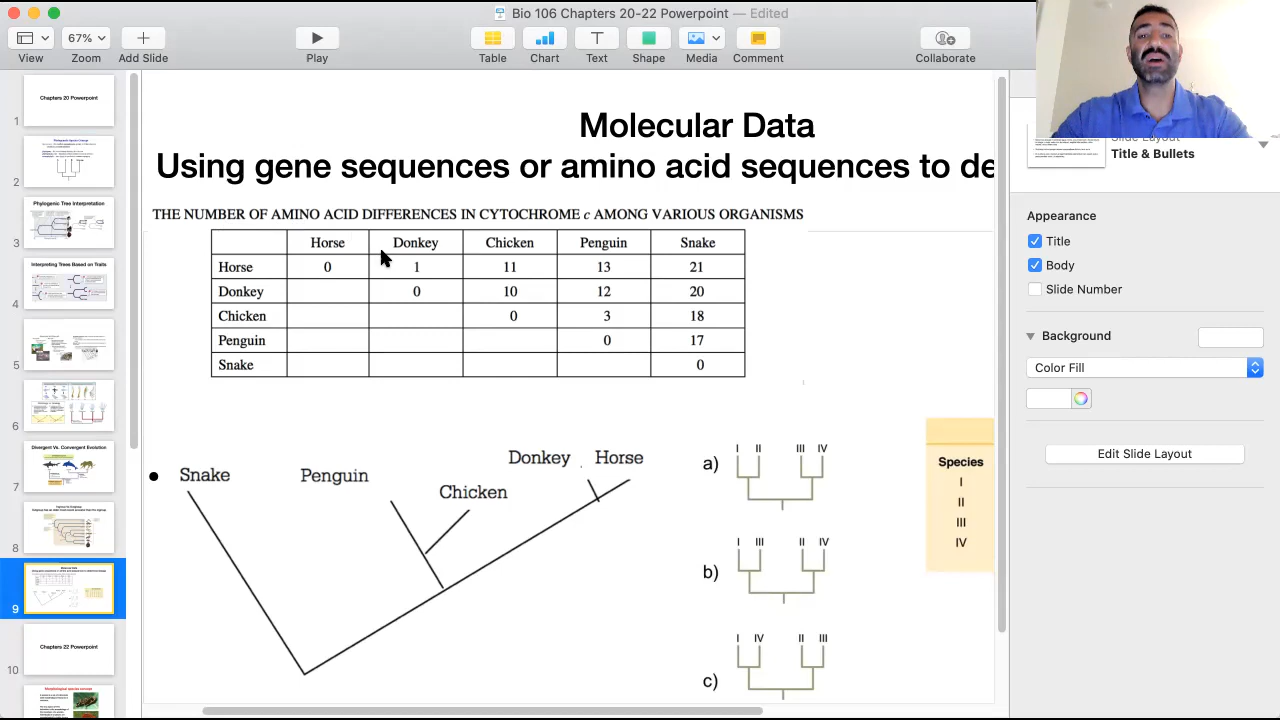 Bio 106 Chapters 20-22 Powerpoint — Edited
67%
View Zoom Add Slide Play Table Chart Text Shape Media Comment Collaborate
Chapters 20 Powerpoint
1
2
Phylogenic Tree Interpretation
3
Interpreting Trees Based on Traits
4
5
6
Divergent Vs. Convergent Evolution
7
8
9
Chapters 22 Powerpoint
10
Morphological species concept
Molecular Data
Using gene sequences or amino acid sequences to de
THE NUMBER OF AMINO ACID DIFFERENCES IN CYTOCHROME c AMONG VARIOUS ORGANISMS
Horse Donkey Chicken Penguin Snake
Horse 0 1 11 13 21
Donkey 0 10 12 20
Chicken 0 3 18
Penguin 0 17
Snake 0
• Snake Penguin Chicken Donkey Horse
a) I II III IV
b) I III II IV
c) I IV II III
Species
I
II
III
IV
Slide Layout
Title & Bullets
Appearance
Title
Body
Slide Number
Background
Color Fill
Edit Slide Layout